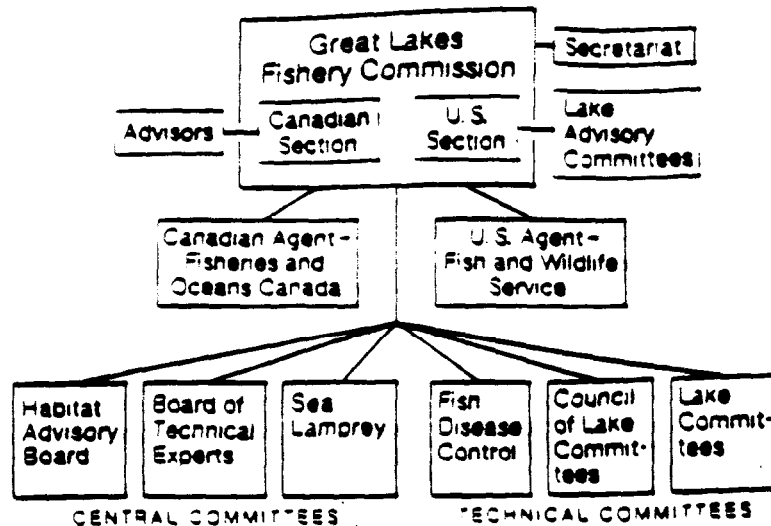 Great Lakes
Fishery Commission
Secretariat
Advisors
Canadian
Section
U.S.
Section
Lake
Advisory
Committees
Canadian Agent–
Fisheries and
Oceans Canada
U.S. Agent–
Fish and Wildlife
Service
Habitat
Advisory
Board
Board of
Technical
Experts
Sea
Lamprey
Fish
Disease
Control
Council
of Lake
Commit-
tees
Lake
Commit-
tees
CENTRAL COMMITTEES
TECHNICAL COMMITTEES